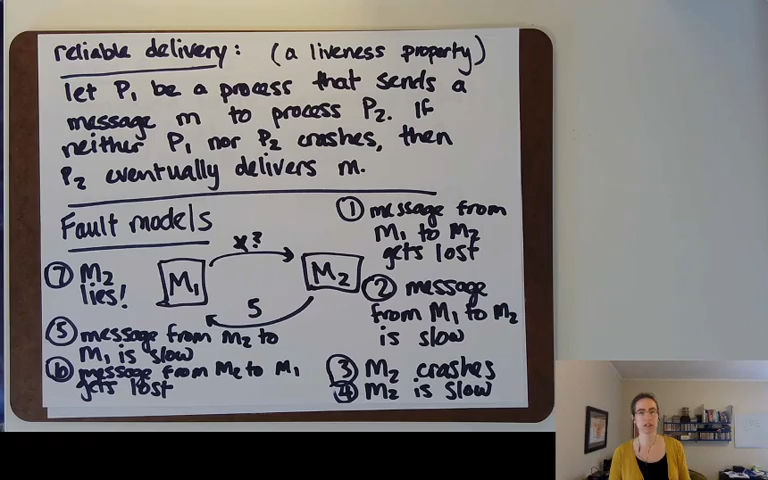 reliable delivery: (a liveness property)
let P₁ be a process that sends a
message m to process P₂. If
neither P₁ nor P₂ crashes, then
P₂ eventually delivers m.
Fault models
x?
M₁
M₂
5
① message from
M₁ to M₂
gets lost
② message
from M₁ to M₂
is slow
③ M₂ crashes
④ M₂ is slow
⑤ message from M₂ to
M₁ is slow
⑥ message from M₂ to M₁
gets lost
⑦ M₂
lies!